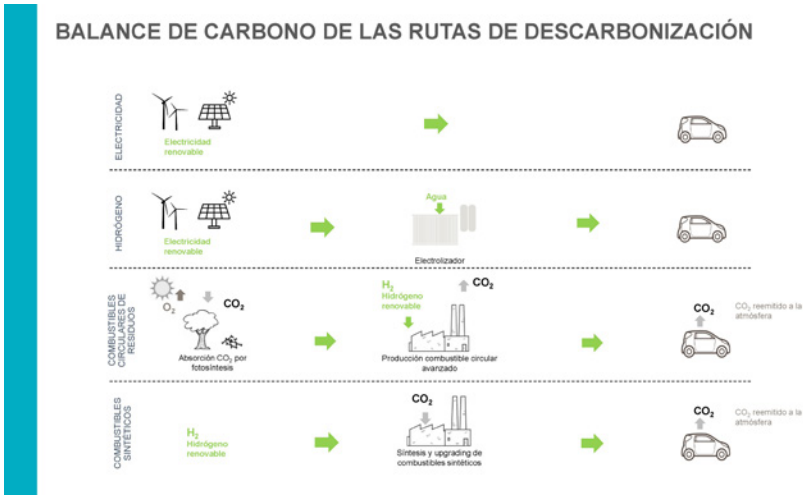 BALANCE DE CARBONO DE LAS RUTAS DE DESCARBONIZACIÓN
ELECTRICIDAD
Electricidad
renovable
HIDRÓGENO
Electricidad
renovable
Agua
Electrolizador
COMBUSTIBLES
CIRCULARES DE
RESIDUOS
O₂
CO₂
Absorción CO₂ por
fotosíntesis
H₂
Hidrógeno
renovable
CO₂
Producción combustible circular
avanzado
CO₂
CO₂ reemitido a la
atmósfera
COMBUSTIBLES
SINTÉTICOS
H₂
Hidrógeno
renovable
CO₂
Síntesis y upgrading de
combustibles sintéticos
CO₂
CO₂ reemitido a la
atmósfera